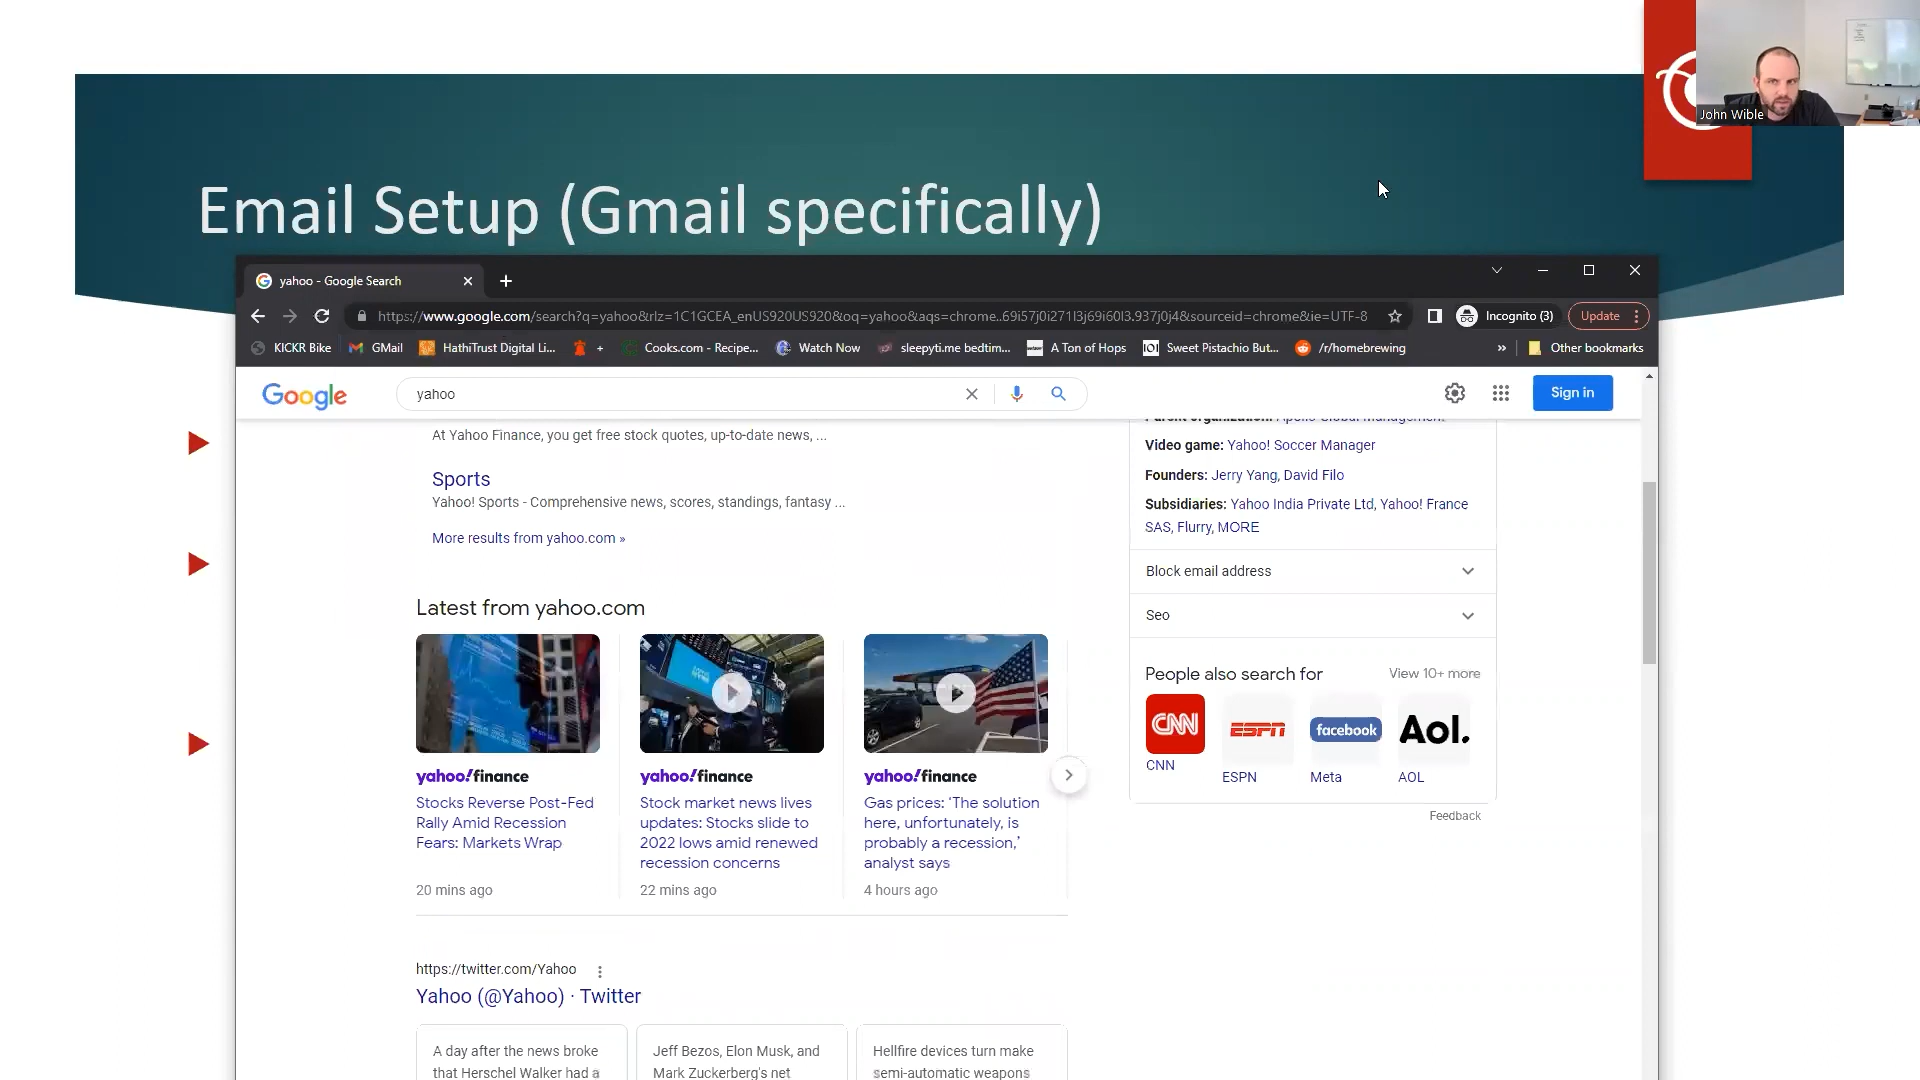 John Wible
Email Setup (Gmail specifically)
yahoo - Google Search
https://www.google.com/search?q=yahoo&rlz=1C1GCEA_enUS920US920&oq=yahoo&aqs=chrome..69i57j0i271l3j69i60l3.937j0j4&sourceid=chrome&ie=UTF-8
Incognito (3)
Update
KICKR Bike
GMail
HathiTrust Digital Li...
+
Cooks.com - Recipe...
Watch Now
sleepyti.me bedtim...
A Ton of Hops
Sweet Pistachio But...
/r/homebrewing
»
Other bookmarks
Google
yahoo
Sign in
At Yahoo Finance, you get free stock quotes, up-to-date news, ...
Sports
Yahoo! Sports - Comprehensive news, scores, standings, fantasy ...
More results from yahoo.com »
Latest from yahoo.com
yahoo!finance
Stocks Reverse Post-Fed
Rally Amid Recession
Fears: Markets Wrap
20 mins ago
yahoo!finance
Stock market news lives
updates: Stocks slide to
2022 lows amid renewed
recession concerns
22 mins ago
yahoo!finance
Gas prices: ‘The solution
here, unfortunately, is
probably a recession,’
analyst says
4 hours ago
https://twitter.com/Yahoo
Yahoo (@Yahoo) · Twitter
A day after the news broke
that Herschel Walker had a
Jeff Bezos, Elon Musk, and
Mark Zuckerberg's net
Hellfire devices turn make
semi-automatic weapons
Parent organization: Apollo Global Management
Video game: Yahoo! Soccer Manager
Founders: Jerry Yang, David Filo
Subsidiaries: Yahoo India Private Ltd, Yahoo! France
SAS, Flurry, MORE
Block email address
Seo
People also search for
View 10+ more
CNN
CNN
ESPN
ESPN
facebook
Meta
Aol.
AOL
Feedback